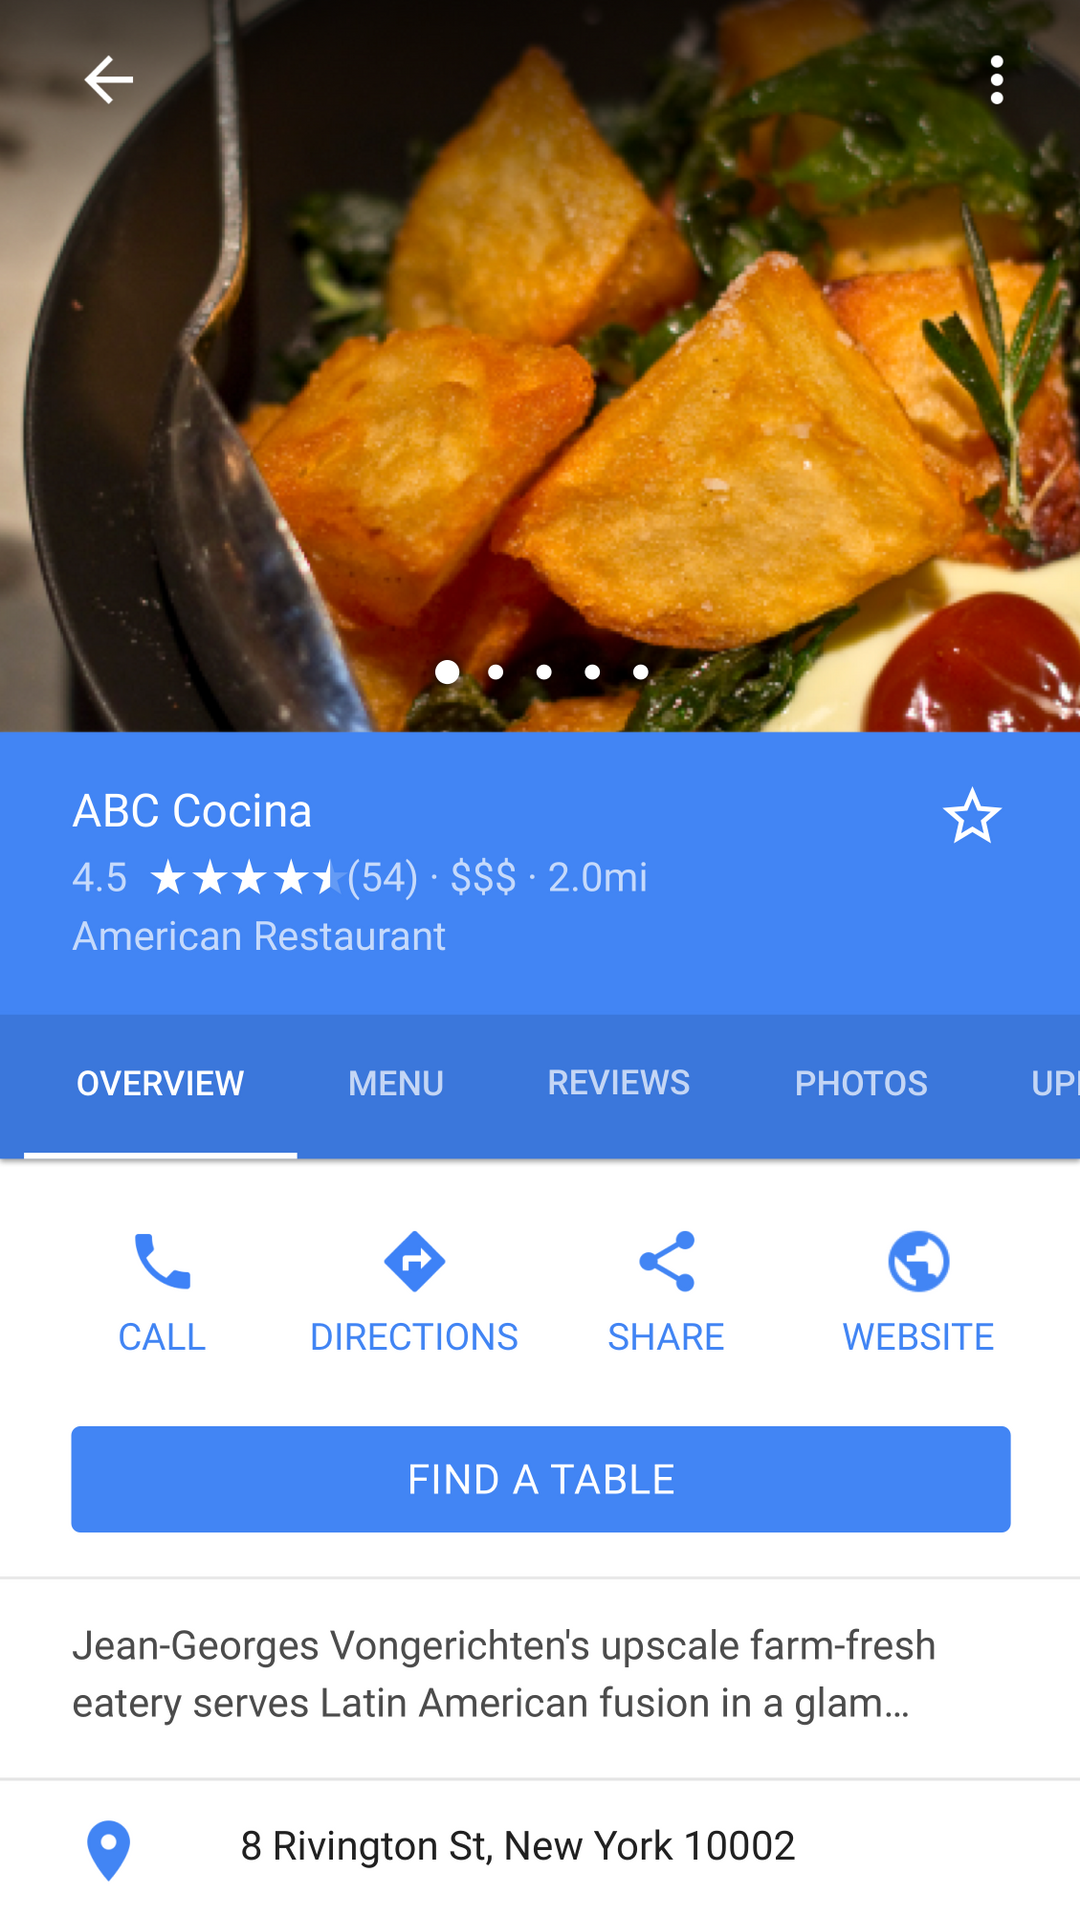 ABC Cocina
4.5 ★★★★★ (54) · $$$ · 2.0mi
American Restaurant
OVERVIEW MENU REVIEWS PHOTOS
CALL DIRECTIONS SHARE WEBSITE
FIND A TABLE
Jean-Georges Vongerichten's upscale farm-fresh
eatery serves Latin American fusion in a glam...
8 Rivington St, New York 10002